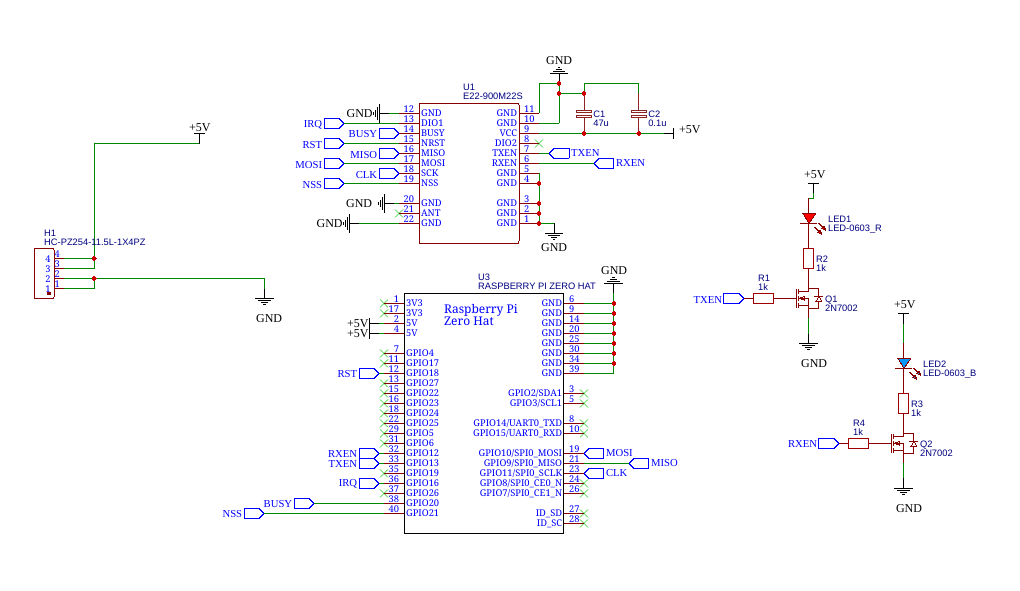 GND
U1
E22-900M22S
GND 12 GND GND 11
IRQ 13 DIO1 GND 10
C1
47u
C2
0.1u
BUSY 14 BUSY VCC 9 +5V
RST 15 NRST DIO2 8
MISO 16 MISO TXEN 7 TXEN
MOSI 17 MOSI RXEN 6 RXEN
CLK 18 SCK GND 5
NSS 19 NSS GND 4
GND 20 GND GND 3
21 ANT GND 2
GND 22 GND GND 1
GND
+5V
H1
HC-PZ254-11.5L-1X4PZ
4 4
3 3
2 2
1 1
GND
U3
RASPBERRY PI ZERO HAT
GND
Raspberry Pi
Zero Hat
1 3V3 GND 6
17 3V3 GND 9
+5V 2 5V GND 14
+5V 4 5V GND 20
GND 25
7 GPIO4 GND 30
11 GPIO17 GND 34
RST 12 GPIO18 GND 39
13 GPIO27
15 GPIO22 GPIO2/SDA1 3
16 GPIO23 GPIO3/SCL1 5
18 GPIO24
22 GPIO25 GPIO14/UART0_TXD 8
29 GPIO5 GPIO15/UART0_RXD 10
31 GPIO6
RXEN 32 GPIO12 GPIO10/SPI0_MOSI 19 MOSI
TXEN 33 GPIO13 GPIO9/SPI0_MISO 21 MISO
35 GPIO19 GPIO11/SPI0_SCLK 23 CLK
IRQ 36 GPIO16 GPIO8/SPI0_CE0_N 24
37 GPIO26 GPIO7/SPI0_CE1_N 26
BUSY 38 GPIO20
NSS 40 GPIO21 ID_SD 27
ID_SC 28
+5V
LED1
LED-0603_R
R2
1k
R1
1k
TXEN
Q1
2N7002
GND
+5V
LED2
LED-0603_B
R3
1k
R4
1k
RXEN
Q2
2N7002
GND